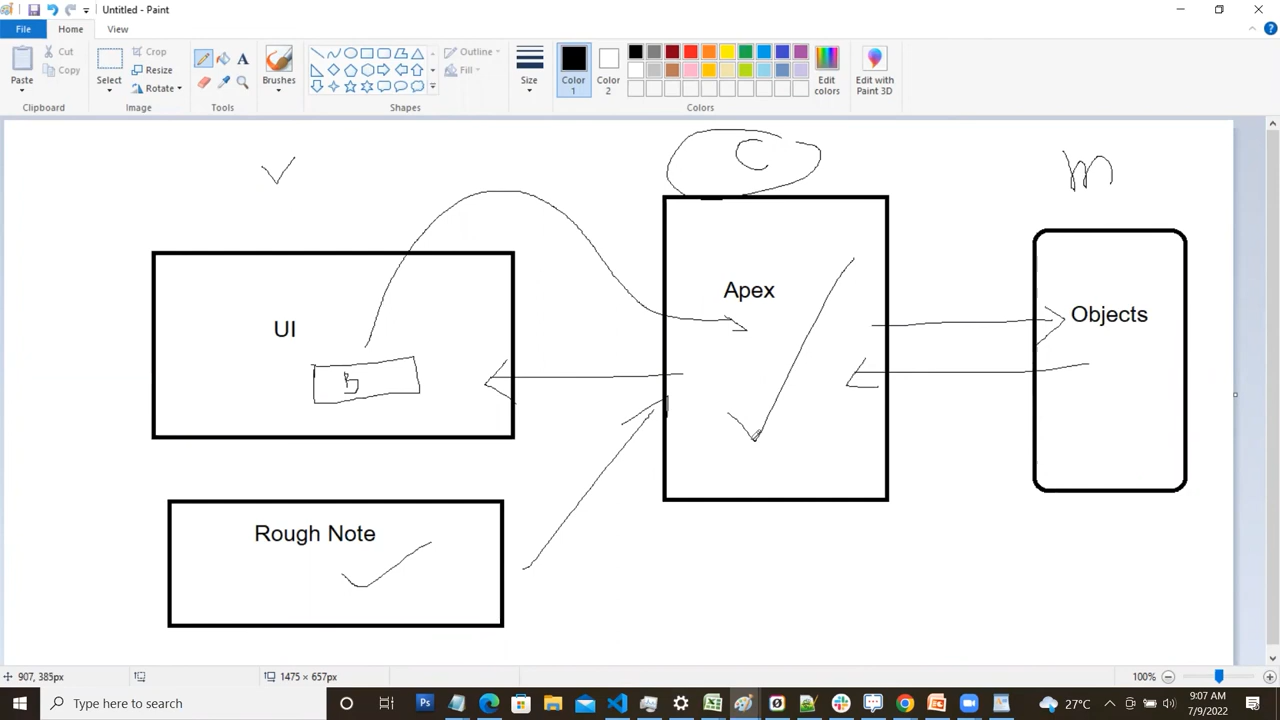 Untitled - Paint
File
Home
View
Paste
Cut
Copy
Clipboard
Select
Crop
Resize
Rotate
Image
A
Tools
Brushes
Shapes
Outline
Fill
Size
Color 1
Color 2
Edit colors
Colors
Edit with Paint 3D
V
C
M
UI
B
Apex
Objects
Rough Note
907, 385px
1475 × 657px
100%
Type here to search
Ps
27°C
9:07 AM
7/9/2022